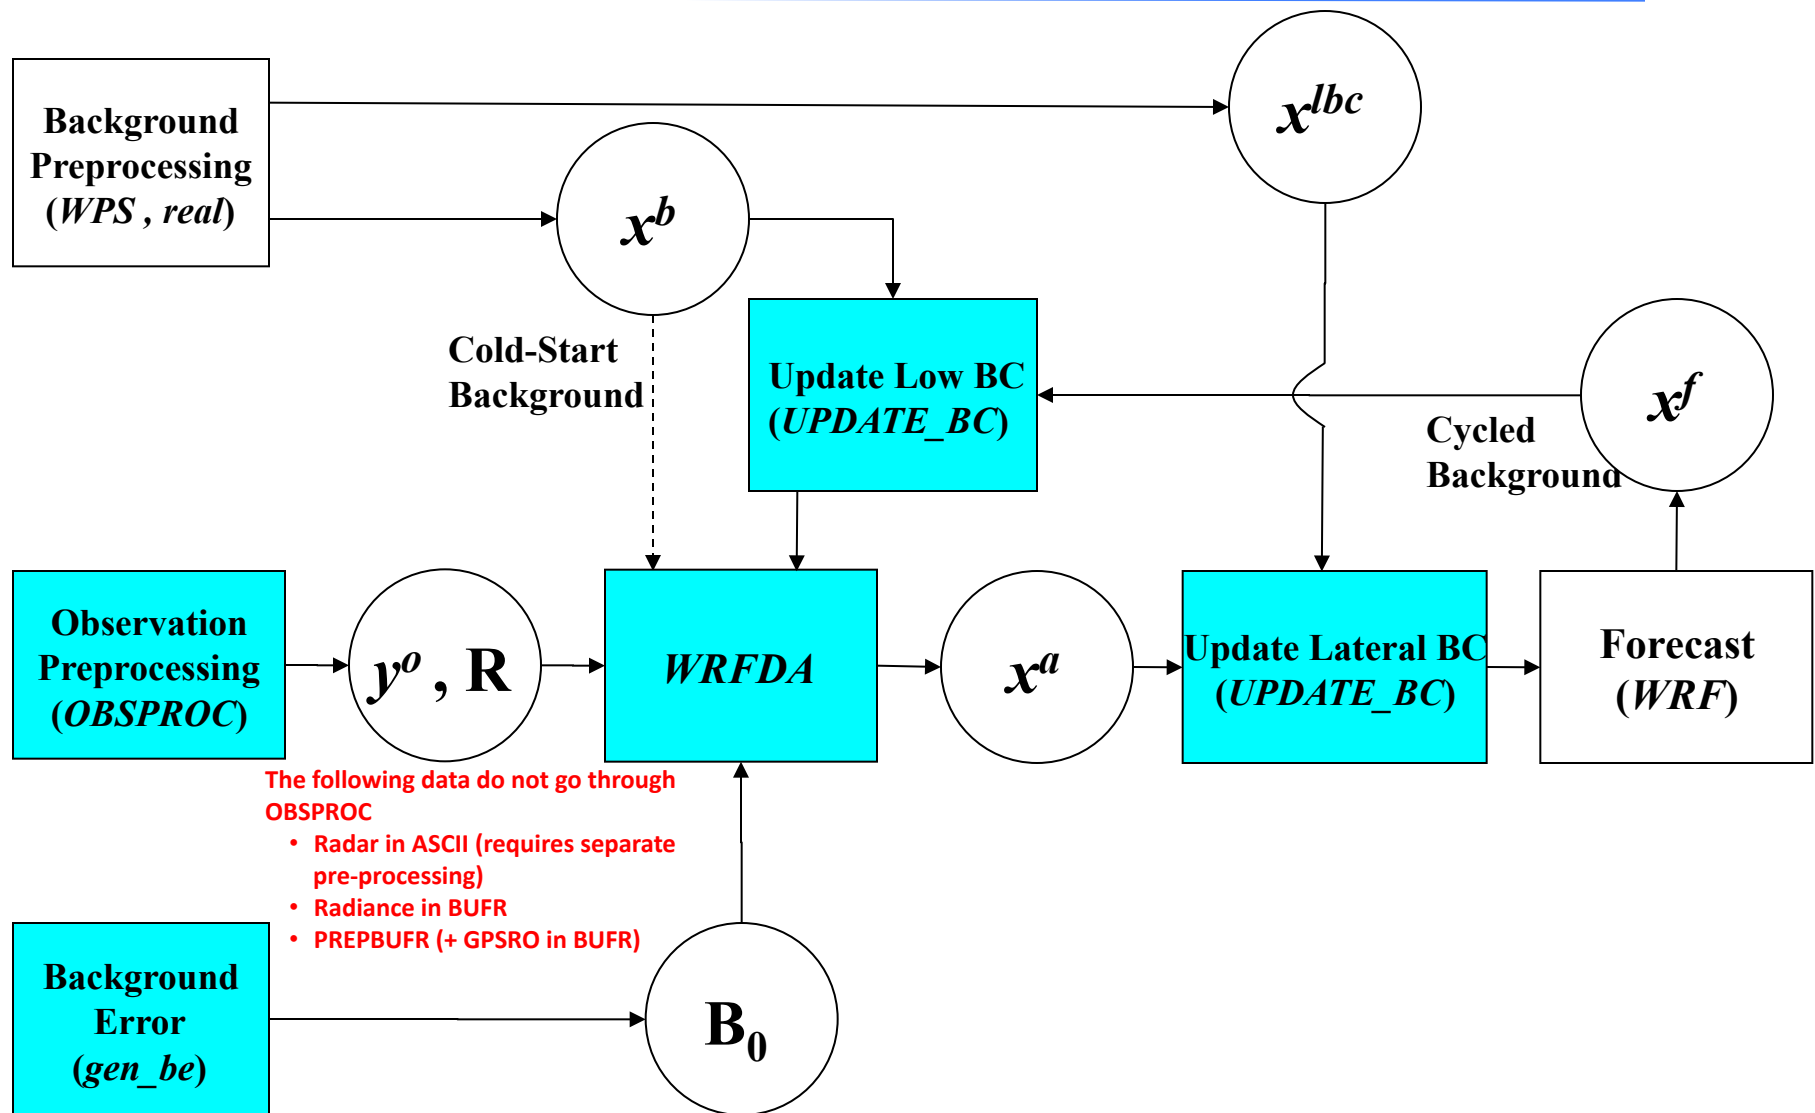 Background
Preprocessing
(WPS , real)
x^b
x^lbc
Cold-Start
Background
Update Low BC
(UPDATE_BC)
x^f
Cycled
Background
Observation
Preprocessing
(OBSPROC)
y^o , R
WRFDA
x^a
Update Lateral BC
(UPDATE_BC)
Forecast
(WRF)
The following data do not go through
OBSPROC
• Radar in ASCII (requires separate
pre-processing)
• Radiance in BUFR
• PREPBUFR (+ GPSRO in BUFR)
Background
Error
(gen_be)
B₀